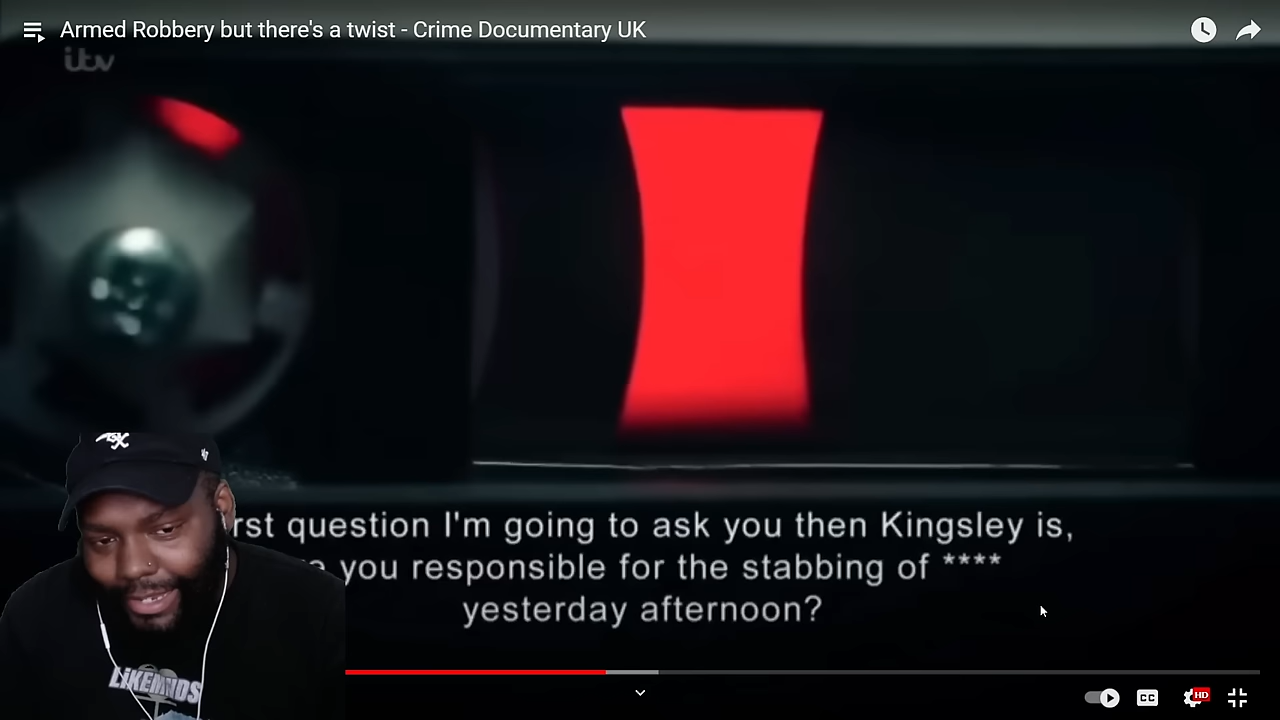 Armed Robbery but there's a twist - Crime Documentary UK
itv
rst question I'm going to ask you then Kingsley is,
you responsible for the stabbing of ****
yesterday afternoon?
LIKEMINDS
CC
HD